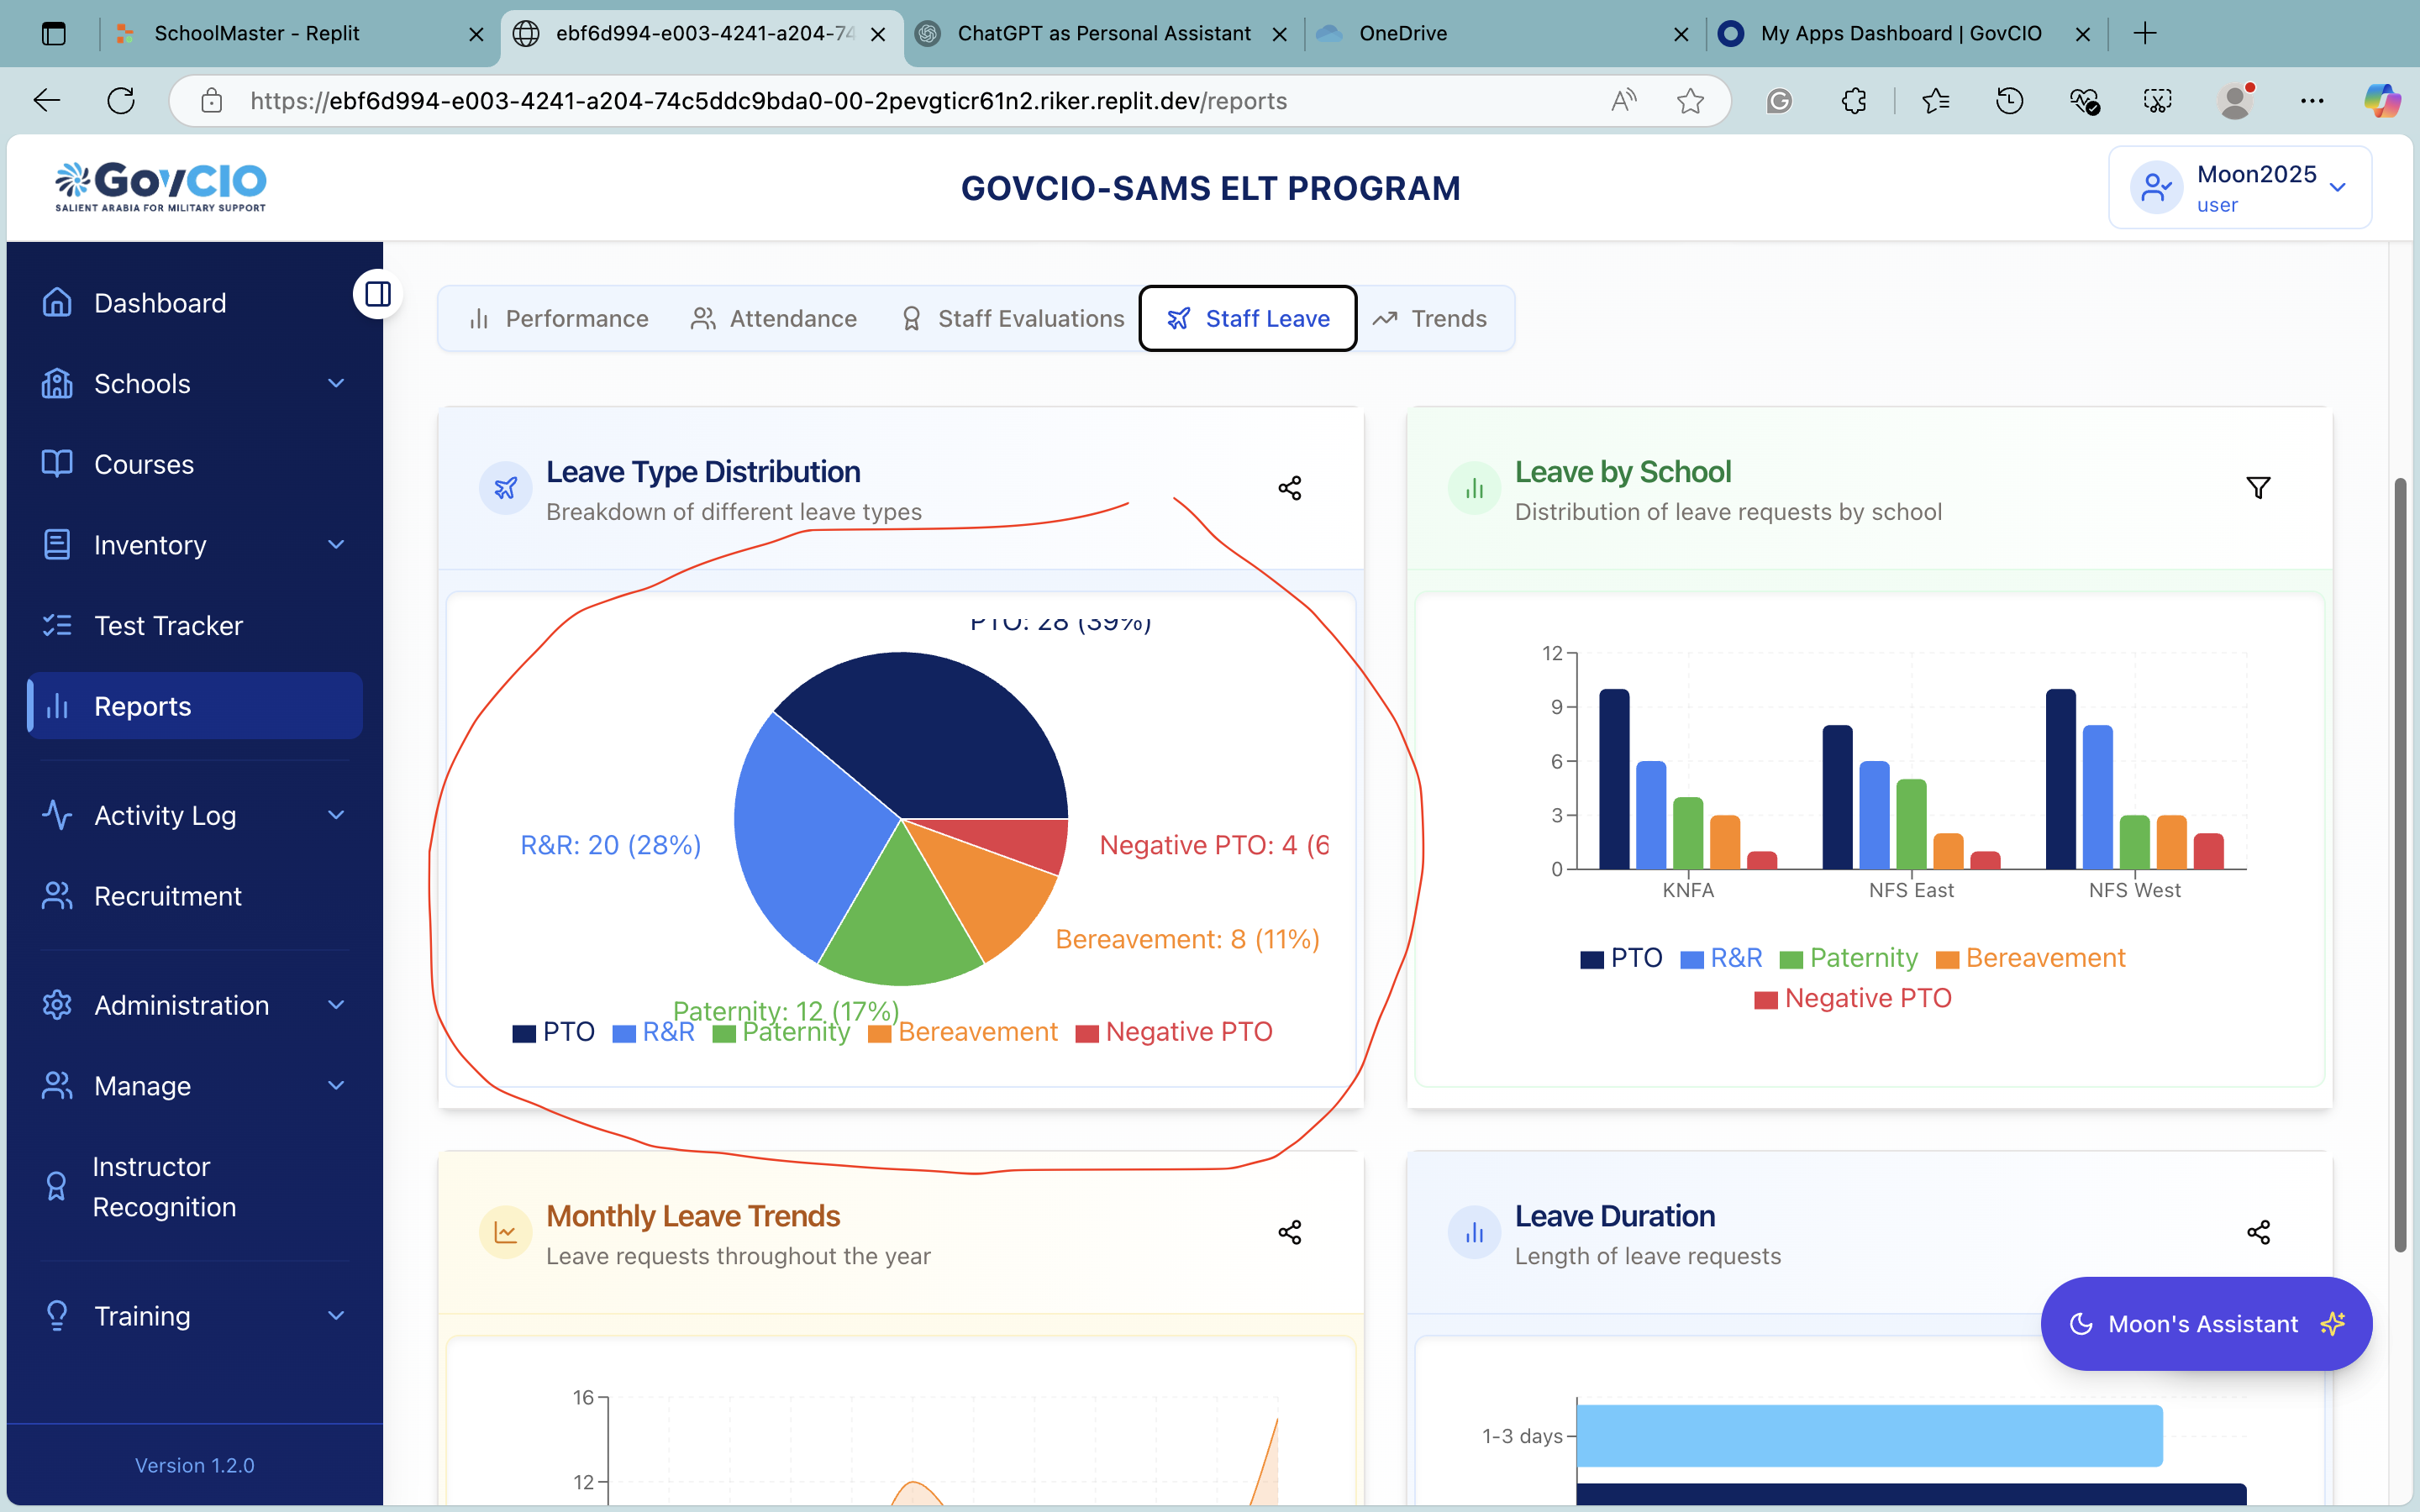 SchoolMaster - Replit
ebf6d994-e003-4241-a204-74
ChatGPT as Personal Assistant
OneDrive
My Apps Dashboard | GovCIO
https://ebf6d994-e003-4241-a204-74c5ddc9bda0-00-2pevgticr61n2.riker.replit.dev/reports
GovCIO
SALIENT ARABIA FOR MILITARY SUPPORT
GOVCIO-SAMS ELT PROGRAM
Moon2025
user
Dashboard
Schools
Courses
Inventory
Test Tracker
Reports
Activity Log
Recruitment
Administration
Manage
Instructor
Recognition
Training
Version 1.2.0
Performance
Attendance
Staff Evaluations
Staff Leave
Trends
Leave Type Distribution
Breakdown of different leave types
PTO: 28 (39%)
R&R: 20 (28%)
Negative PTO: 4 (6
Bereavement: 8 (11%)
Paternity: 12 (17%)
PTO R&R Paternity Bereavement Negative PTO
Leave by School
Distribution of leave requests by school
12
9
6
3
0
KNFA NFS East NFS West
PTO R&R Paternity Bereavement
Negative PTO
Monthly Leave Trends
Leave requests throughout the year
16
12
Leave Duration
Length of leave requests
1-3 days
Moon's Assistant